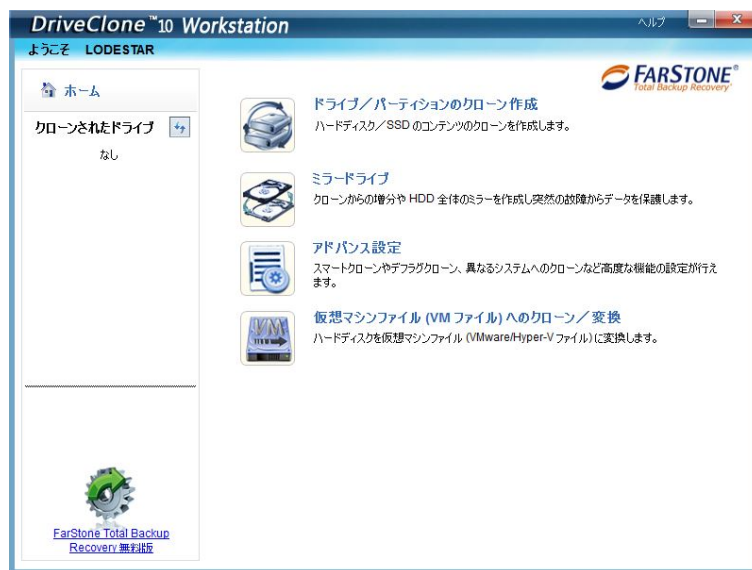 DriveClone™10 Workstation
ヘルプ
ようこそ LODESTAR
ホーム
クローンされたドライブ
なし
FarStone Total Backup
Recovery 無料版
FARSTONE®
Total Backup Recovery
ドライブ／パーティションのクローン作成
ハードディスク／SSD のコンテンツのクローンを作成します。
ミラードライブ
クローンからの増分や HDD 全体のミラーを作成し突然の故障からデータを保護します。
アドバンス設定
スマートクローンやデフラグクローン、異なるシステムへのクローンなど高度な機能の設定が行え
ます。
VM
仮想マシンファイル (VM ファイル) へのクローン／変換
ハードディスクを仮想マシンファイル (VMware/Hyper-V ファイル) に変換します。